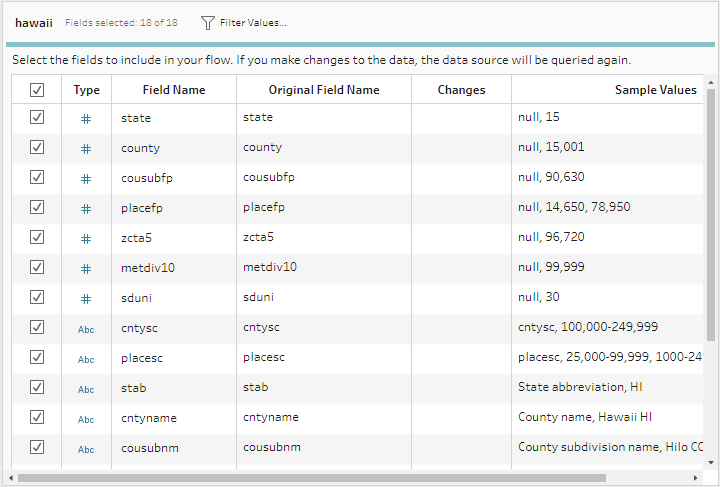 hawaii Fields selected: 18 of 18 Filter Values...
Select the fields to include in your flow. If you make changes to the data, the data source will be queried again.
Type Field Name Original Field Name Changes Sample Values
# state state null, 15
# county county null, 15,001
# cousubfp cousubfp null, 90,630
# placefp placefp null, 14,650, 78,950
# zcta5 zcta5 null, 96,720
# metdiv10 metdiv10 null, 99,999
# sduni sduni null, 30
Abc cntysc cntysc cntysc, 100,000-249,999
Abc placesc placesc placesc, 25,000-99,999, 1000-24
Abc stab stab State abbreviation, HI
Abc cntyname cntyname County name, Hawaii HI
Abc cousubnm cousubnm County subdivision name, Hilo CC